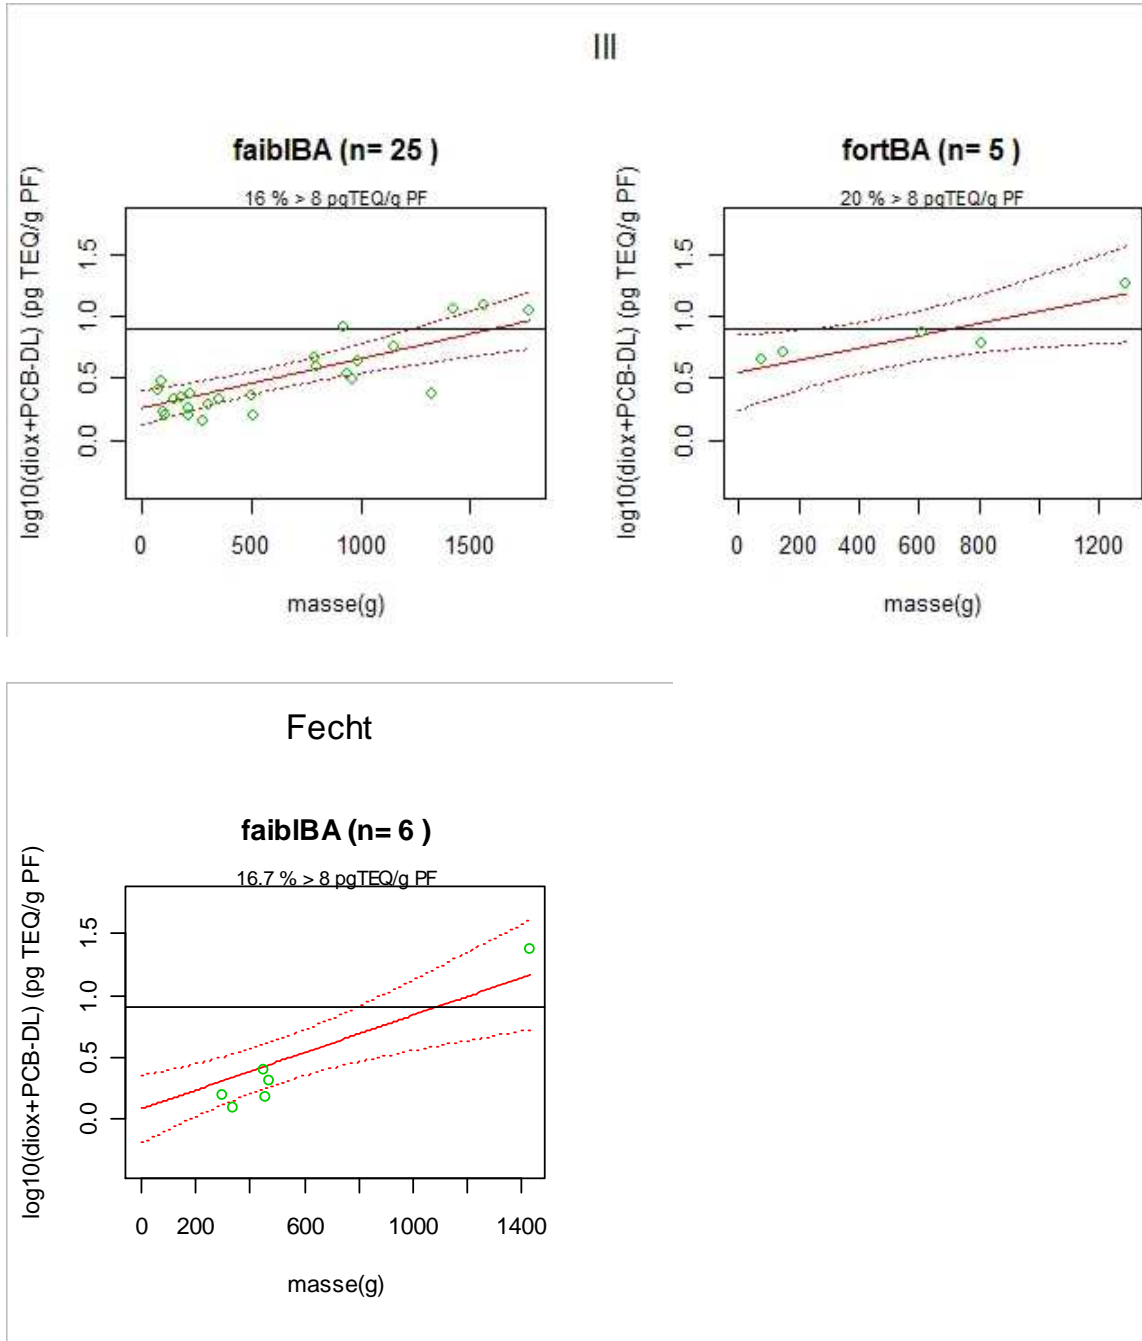 Ill
faiblBA (n= 25 )
16 % > 8 pgTEQ/g PF
log10(diox+PCB-DL) (pg TEQ/g PF)
1.5
1.0
0.5
0.0
0 500 1000 1500
masse(g)
fortBA (n= 5 )
20 % > 8 pgTEQ/g PF
log10(diox+PCB-DL) (pg TEQ/g PF)
1.5
1.0
0.5
0.0
0 200 400 600 800 1200
masse(g)
Fecht
faiblBA (n= 6 )
16.7 % > 8 pgTEQ/g PF
log10(diox+PCB-DL) (pg TEQ/g PF)
1.5
1.0
0.5
0.0
0 200 600 1000 1400
masse(g)